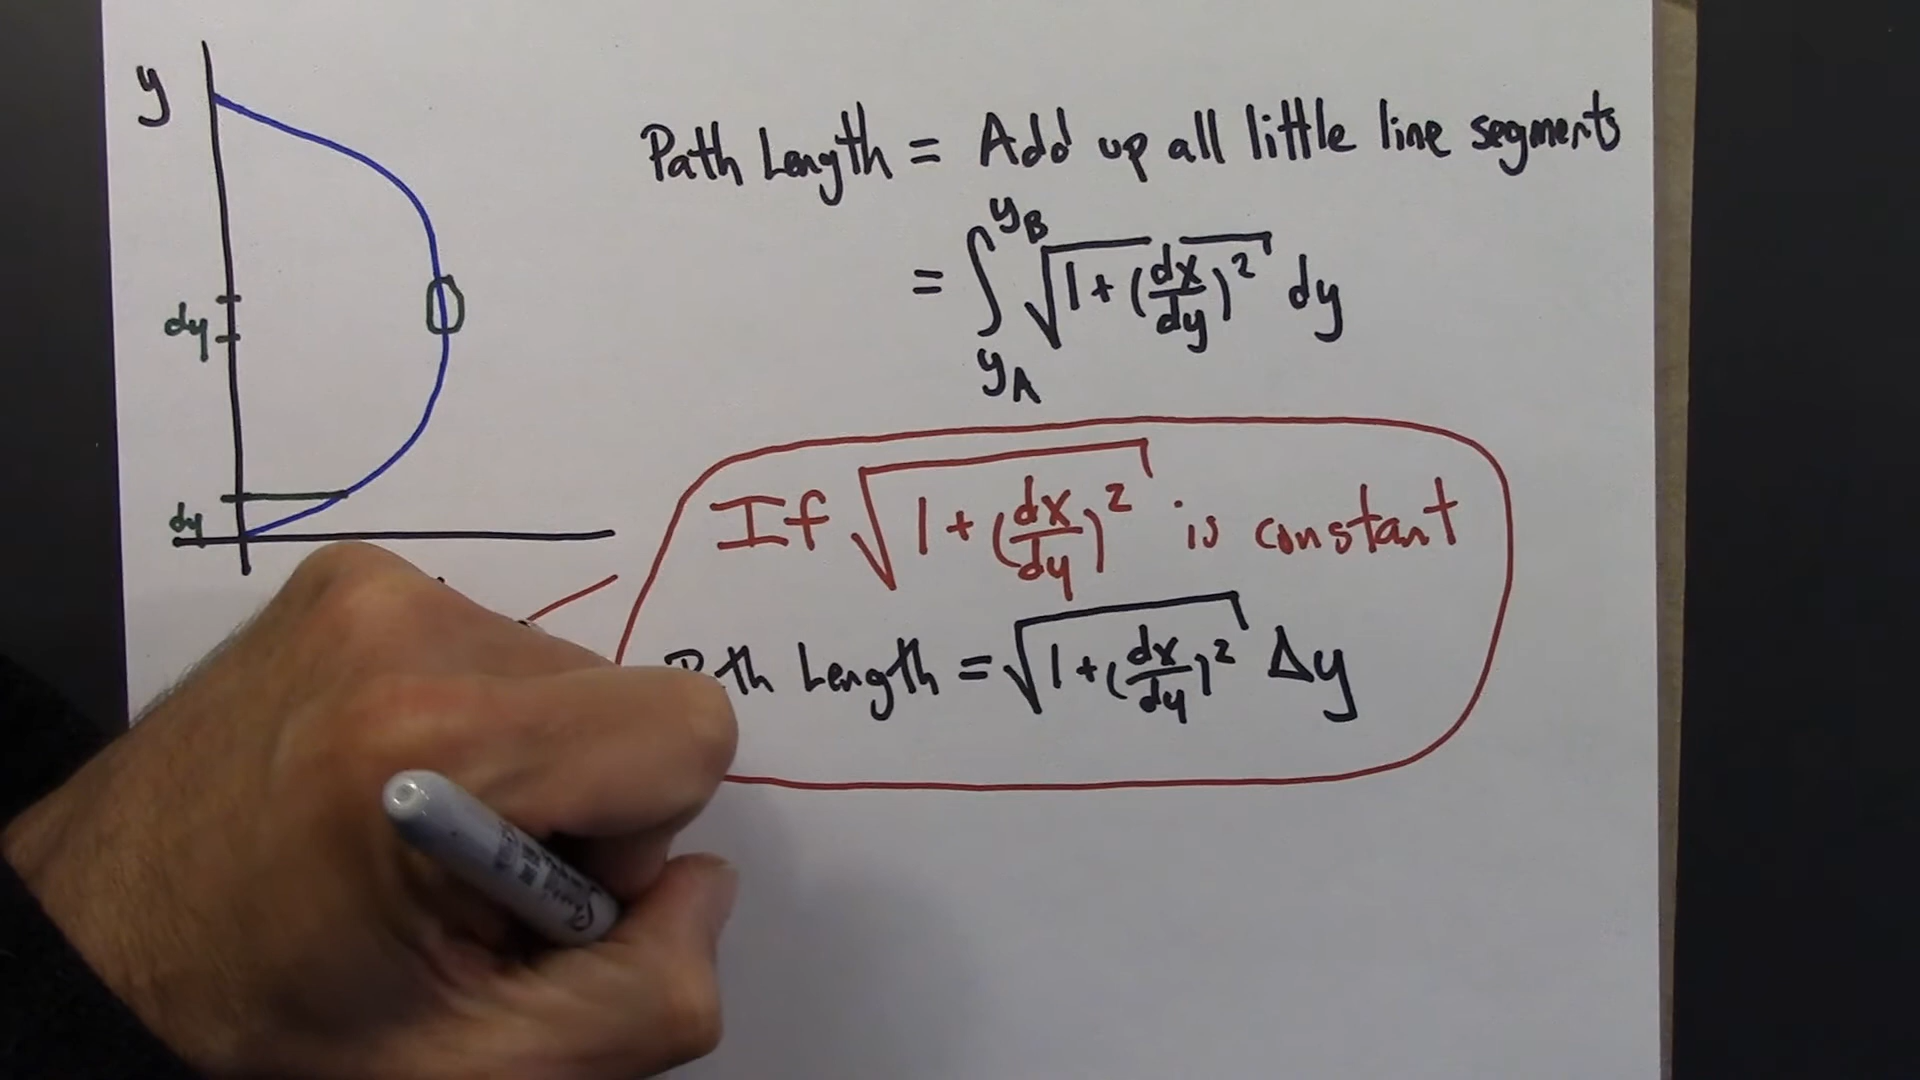 y
Path Length = Add up all little line segments
= ∫_{y_A}^{y_B} √(1+(dx/dy)²) dy
dy
If √(1+(dx/dy)²) is constant
dy
Length = √(1+(dx/dy)²) Δy